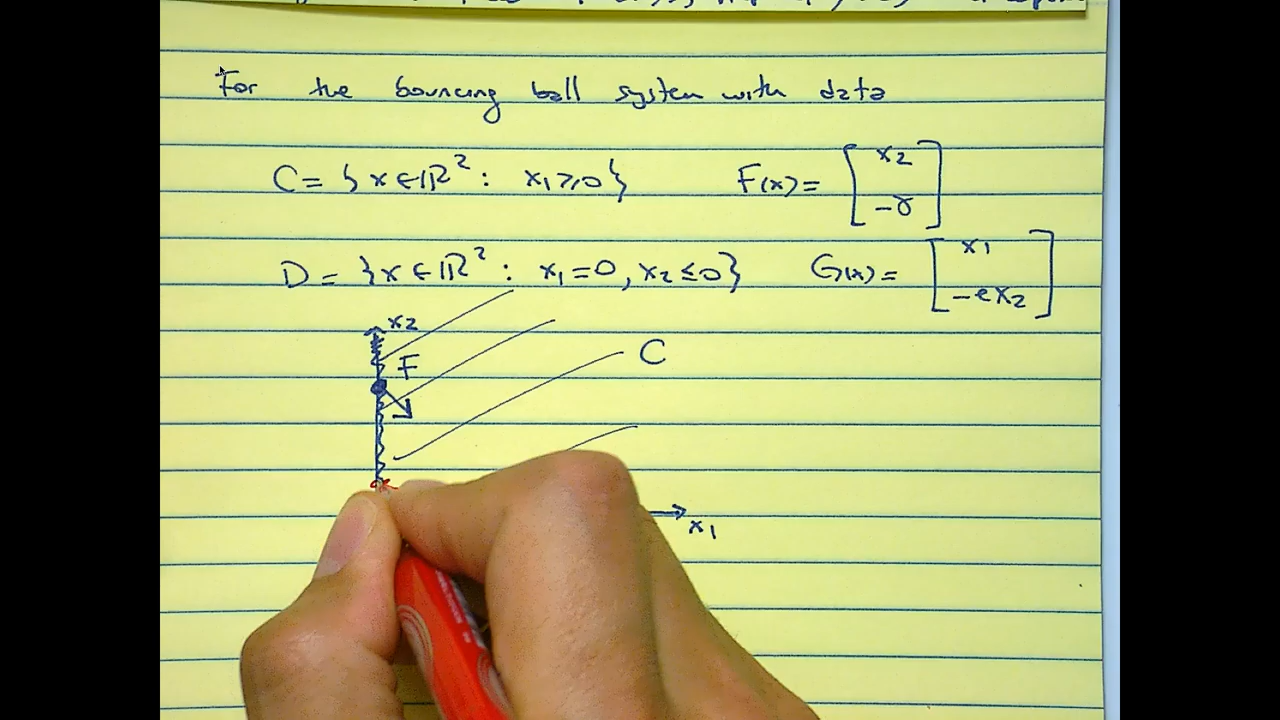 For the bouncing ball system with data
C = {x ∈ ℝ² : x₁ ≥ 0} F(x) = [x₂ -γ]
D = {x ∈ ℝ² : x₁ = 0, x₂ ≤ 0} G(x) = [x₁ -ex₂]
x₂
F
C
x₁